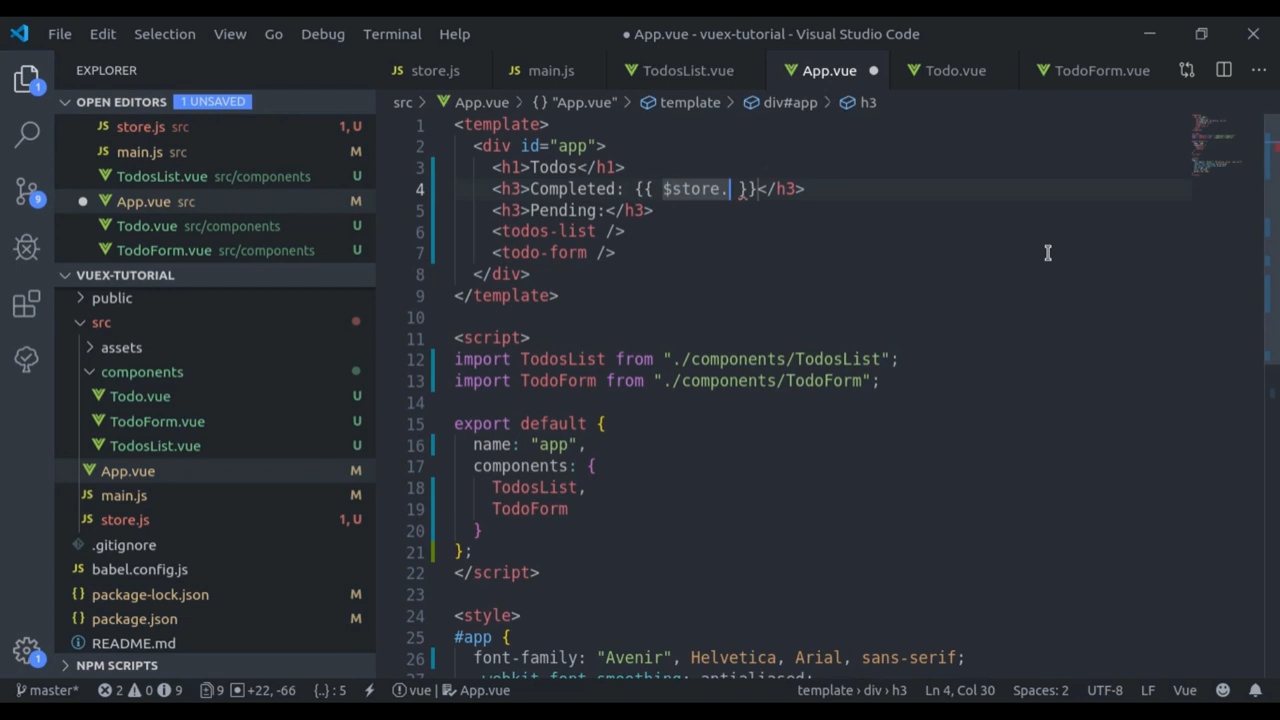 File Edit Selection View Go Debug Terminal Help
● App.vue - vuex-tutorial - Visual Studio Code
EXPLORER
JS store.js
JS main.js
TodosList.vue
App.vue ●
Todo.vue
TodoForm.vue
OPEN EDITORS 1 UNSAVED
JS store.js src 1, U
JS main.js src M
TodosList.vue src/components U
● App.vue src M
Todo.vue src/components U
TodoForm.vue src/components U
VUEX-TUTORIAL
public
src
assets
components
Todo.vue U
TodoForm.vue U
TodosList.vue U
App.vue M
JS main.js M
JS store.js 1, U
.gitignore
babel.config.js
{} package-lock.json M
{} package.json M
README.md
NPM SCRIPTS
src > App.vue > {} "App.vue" > template > div#app > h3
1 <template>
2 <div id="app">
3 <h1>Todos</h1>
4 <h3>Completed: {{ $store. }}</h3>
5 <h3>Pending:</h3>
6 <todos-list />
7 <todo-form />
8 </div>
9 </template>
10
11 <script>
12 import TodosList from "./components/TodosList";
13 import TodoForm from "./components/TodoForm";
14
15 export default {
16 name: "app",
17 components: {
18 TodosList,
19 TodoForm
20 }
21 };
22 </script>
23
24 <style>
25 #app {
26 font-family: "Avenir", Helvetica, Arial, sans-serif;
-webkit-font-smoothing: antialiased;
master* 2 0 9 9 +22, -66 {..} : 5 vue | App.vue template › div › h3 Ln 4, Col 30 Spaces: 2 UTF-8 LF Vue